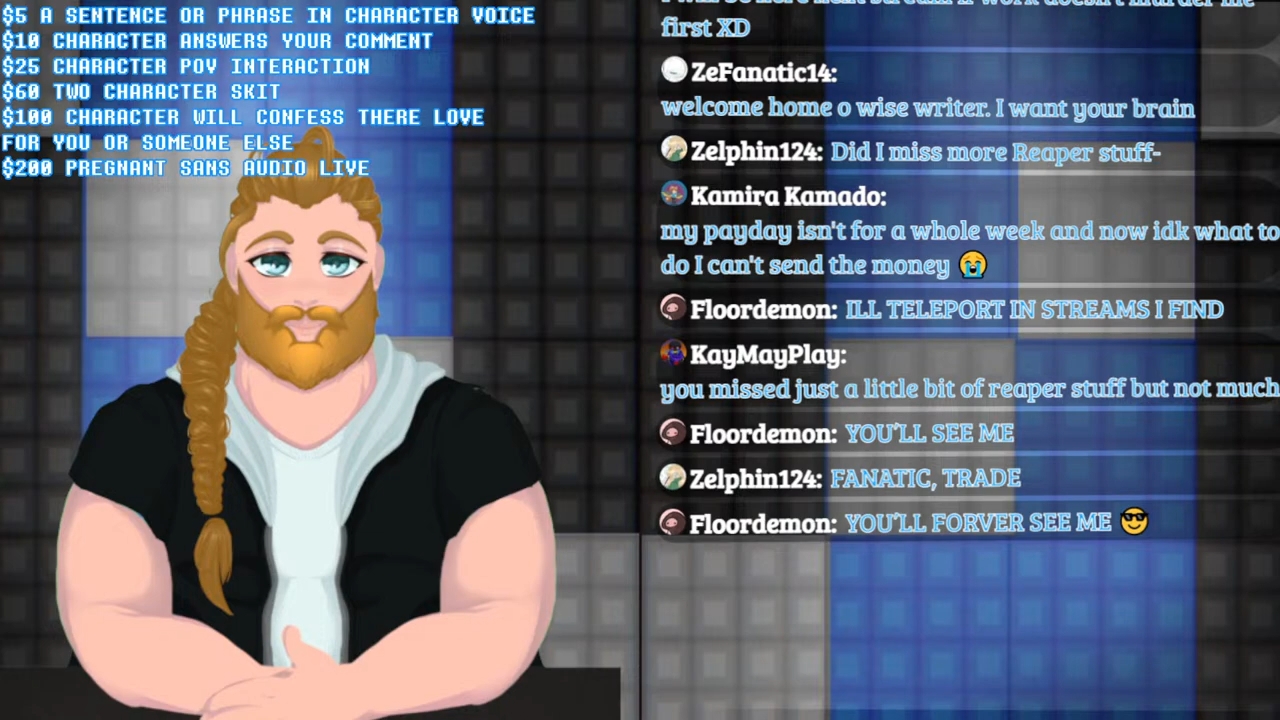 $5 A SENTENCE OR PHRASE IN CHARACTER VOICE
$10 CHARACTER ANSWERS YOUR COMMENT
$25 CHARACTER POV INTERACTION
$60 TWO CHARACTER SKIT
$100 CHARACTER WILL CONFESS THERE LOVE
FOR YOU OR SOMEONE ELSE
$200 PREGNANT SANS AUDIO LIVE
first XD
ZeFanatic14:
welcome home o wise writer. I want your brain
Zelphin124: Did I miss more Reaper stuff-
Kamira Kamado:
my payday isn't for a whole week and now idk what to
do I can't send the money 😭
Floordemon: ILL TELEPORT IN STREAMS I FIND
KayMayPlay:
you missed just a little bit of reaper stuff but not much
Floordemon: YOU'LL SEE ME
Zelphin124: FANATIC, TRADE
Floordemon: YOU'LL FORVER SEE ME 😎